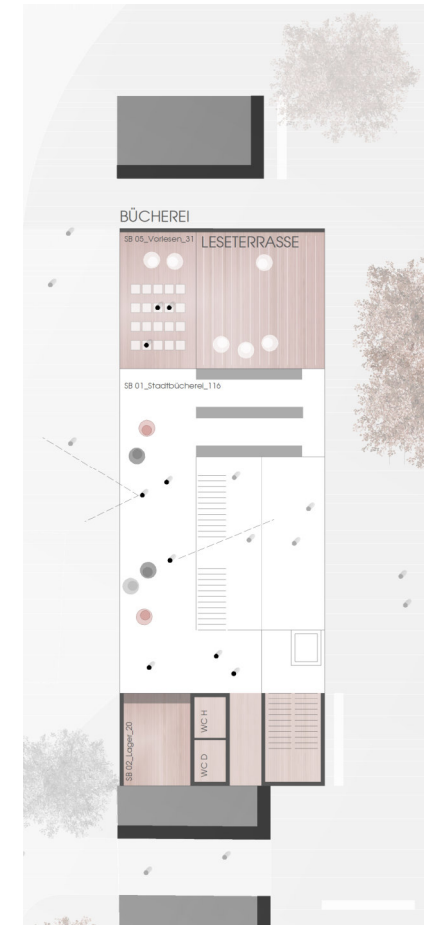 BÜCHEREI
SB 05_Vorlesen_31
LESETERRASSE
SB 01_Stadtbücherei_116
SB 02_Lager_20
WC H
WC D